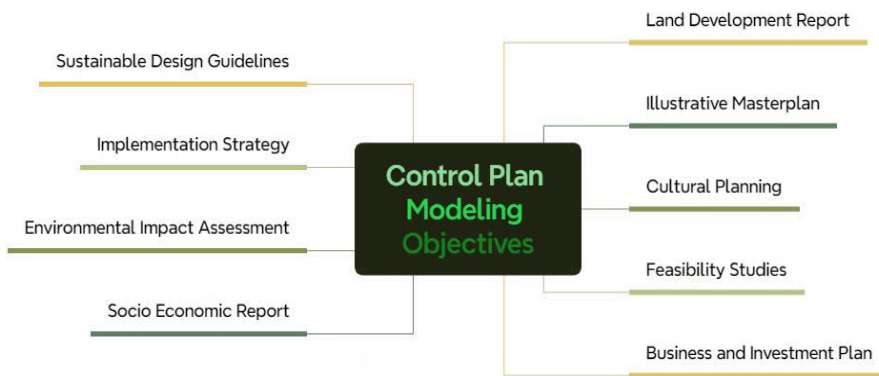 Land Development Report
Sustainable Design Guidelines
Illustrative Masterplan
Implementation Strategy
Control Plan
Modeling
Objectives
Cultural Planning
Environmental Impact Assessment
Feasibility Studies
Socio Economic Report
Business and Investment Plan